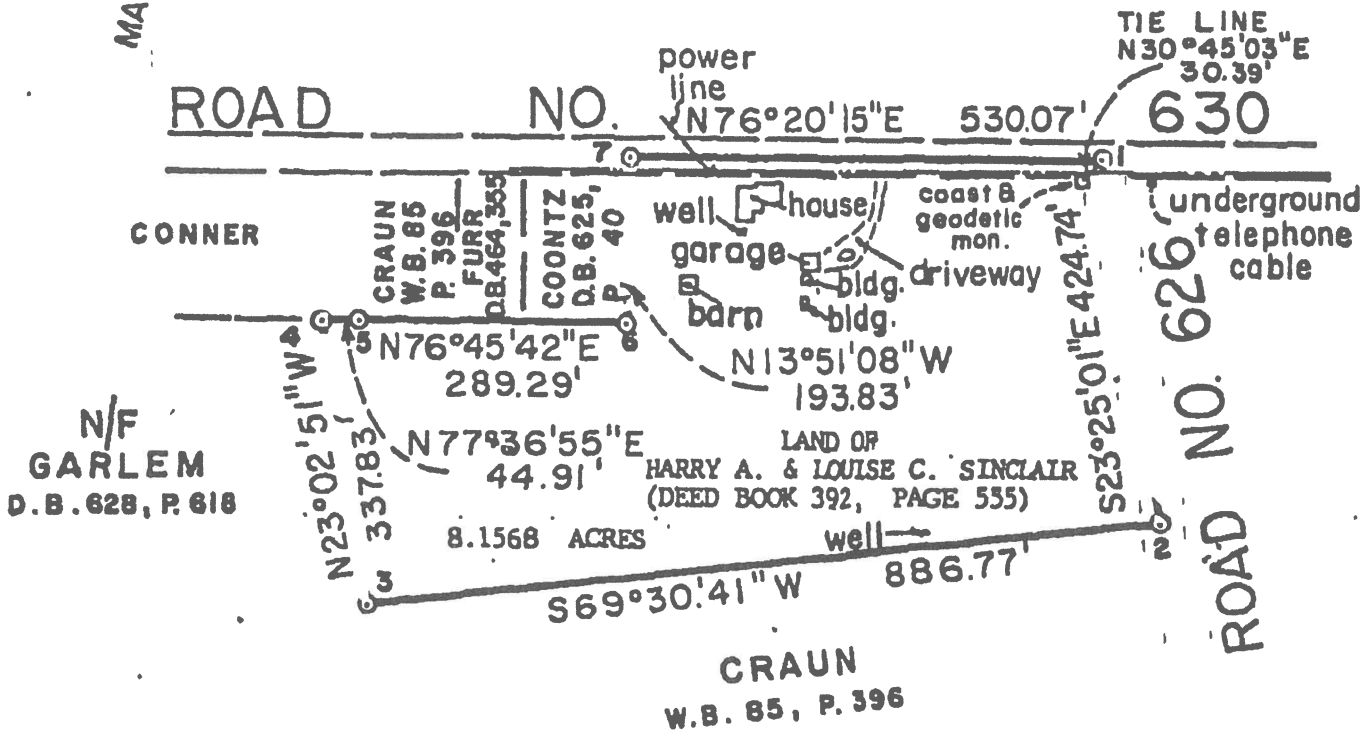 MA
TIE LINE
N30°45'03"E
30.39'
power
line
ROAD NO. 630
N76°20'15"E 530.07'
7
1
CONNER
CRAUN
W.B. 85
P. 396
FURR
D.B.464,355
COONTZ
D.B. 625,
P. 40
well
house
garage
barn
bldg.
bldg.
driveway
coast &
geodetic
mon.
underground
telephone
cable
S23°25'01"E 424.74'
ROAD NO. 626
4
5
6
N76°45'42"E
289.29'
N13°51'08"W
193.83'
N23°02'51"W
337.83'
N77°36'55"E
44.91'
N/F
GARLEM
D.B. 628, P. 618
LAND OF
HARRY A. & LOUISE C. SINCLAIR
(DEED BOOK 392, PAGE 535)
8.1568 ACRES
well
2
3
S69°30'41"W 886.77'
CRAUN
W.B. 85, P. 396